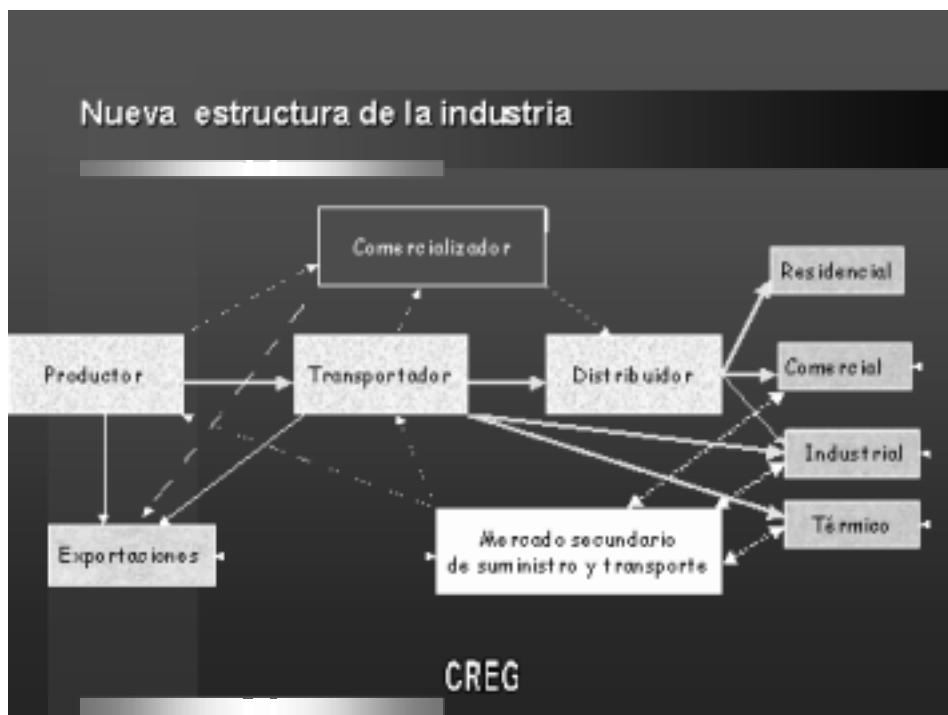 Nueva estructura de la industria
Comercializador
Residencial
Productor
Transportador
Distribuidor
Comercial
Industrial
Exportaciones
Mercado secundario
de suministro y transporte
Térmico
CREG